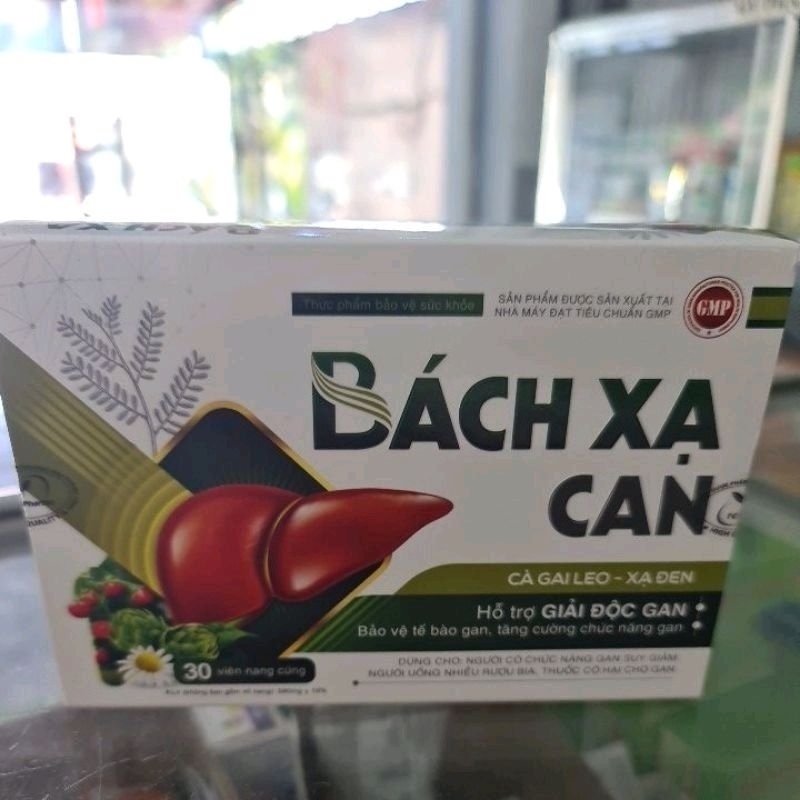 Thực phẩm bảo vệ sức khỏe
SẢN PHẨM ĐƯỢC SẢN XUẤT TẠI
NHÀ MÁY ĐẠT TIÊU CHUẨN GMP
GMP
BÁCH XẠ
CAN
CÀ GAI LEO - XẠ ĐEN
Hỗ trợ GIẢI ĐỘC GAN
Bảo vệ tế bào gan, tăng cường chức năng gan
DÙNG CHO: NGƯỜI CÓ CHỨC NĂNG GAN SUY GIẢM,
NGƯỜI UỐNG NHIỀU RƯỢU BIA, THUỐC CÓ HẠI CHO GAN.
30 viên nang cứng